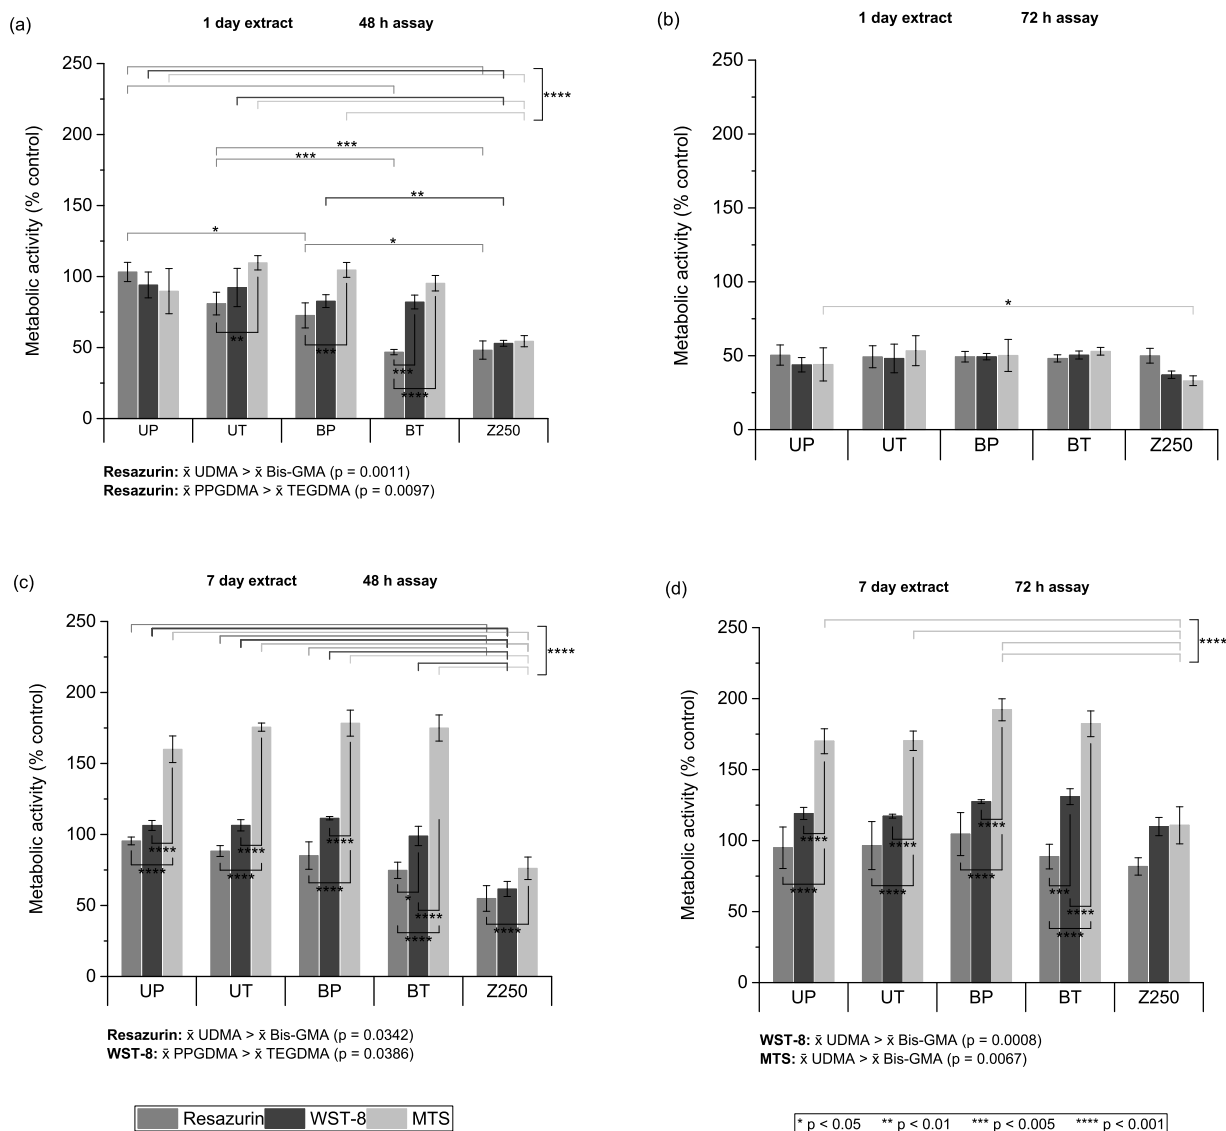 (a)
1 day extract 48 h assay
250
200
150
100
50
0
Metabolic activity (% control)
****
***
***
**
*
*
**
***
***
****
UP UT BP BT Z250
Resazurin: x̄ UDMA > x̄ Bis-GMA (p = 0.0011)
Resazurin: x̄ PPGDMA > x̄ TEGDMA (p = 0.0097)
(b)
1 day extract 72 h assay
250
200
150
100
50
0
Metabolic activity (% control)
*
UP UT BP BT Z250
(c)
7 day extract 48 h assay
250
200
150
100
50
0
Metabolic activity (% control)
****
****
****
****
****
****
****
*
****
****
****
UP UT BP BT Z250
Resazurin: x̄ UDMA > x̄ Bis-GMA (p = 0.0342)
WST-8: x̄ PPGDMA > x̄ TEGDMA (p = 0.0386)
(d)
7 day extract 72 h assay
250
200
150
100
50
0
Metabolic activity (% control)
****
****
****
****
****
****
****
***
****
****
UP UT BP BT Z250
WST-8: x̄ UDMA > x̄ Bis-GMA (p = 0.0008)
MTS: x̄ UDMA > x̄ Bis-GMA (p = 0.0067)
Resazurin WST-8 MTS
* p < 0.05 ** p < 0.01 *** p < 0.005 **** p < 0.001